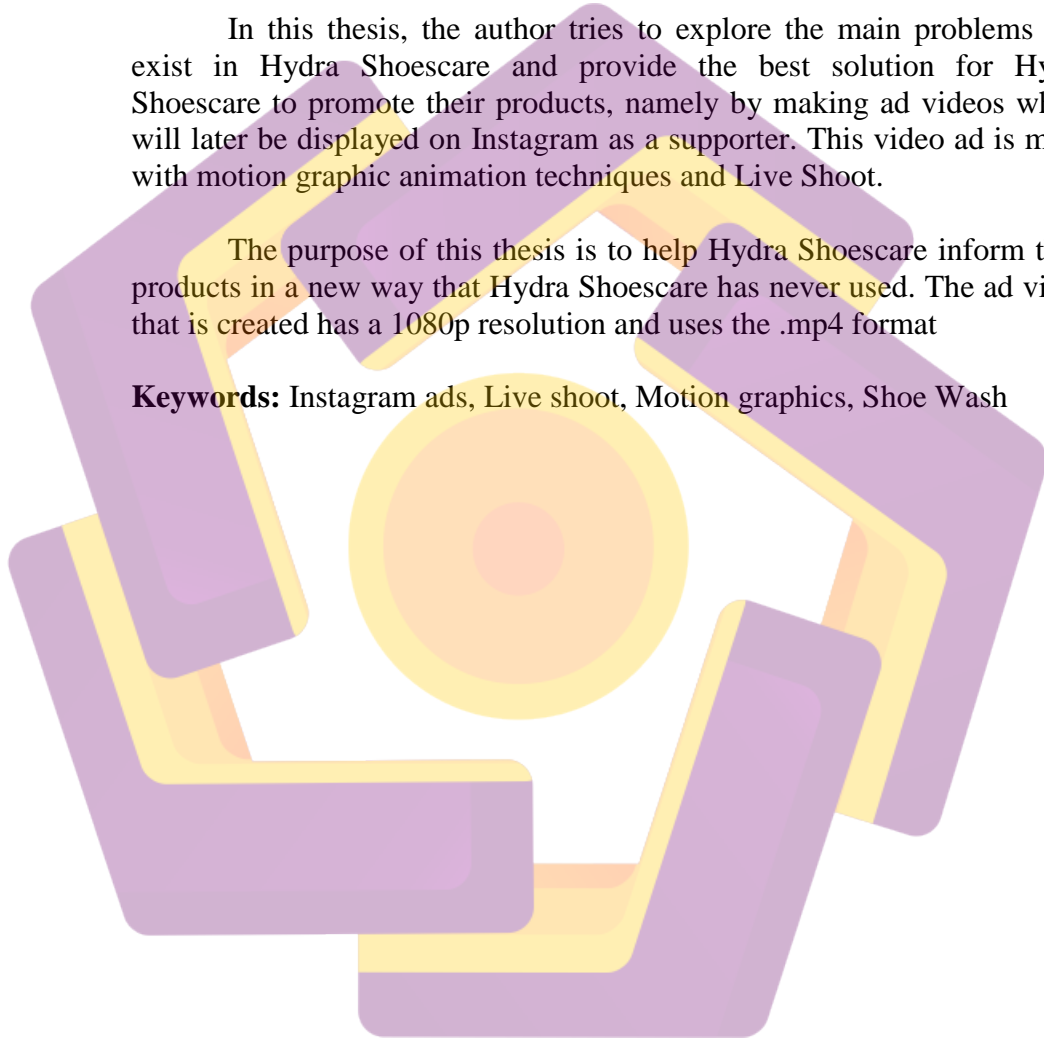 In this thesis, the author tries to explore the main problems
exist in Hydra Shoescare and provide the best solution for Hy
Shoescare to promote their products, namely by making ad videos wh
will later be displayed on Instagram as a supporter. This video ad is m
with motion graphic animation techniques and Live Shoot.
The purpose of this thesis is to help Hydra Shoescare inform t
products in a new way that Hydra Shoescare has never used. The ad vi
that is created has a 1080p resolution and uses the .mp4 format
Keywords: Instagram ads, Live shoot, Motion graphics, Shoe Wash